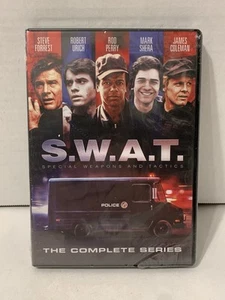 STEVE FORREST
ROBERT URICH
ROD PERRY
MARK SHERA
JAMES COLEMAN
S.W.A.T.
SPECIAL WEAPONS AND TACTICS
POLICE
THE COMPLETE SERIES